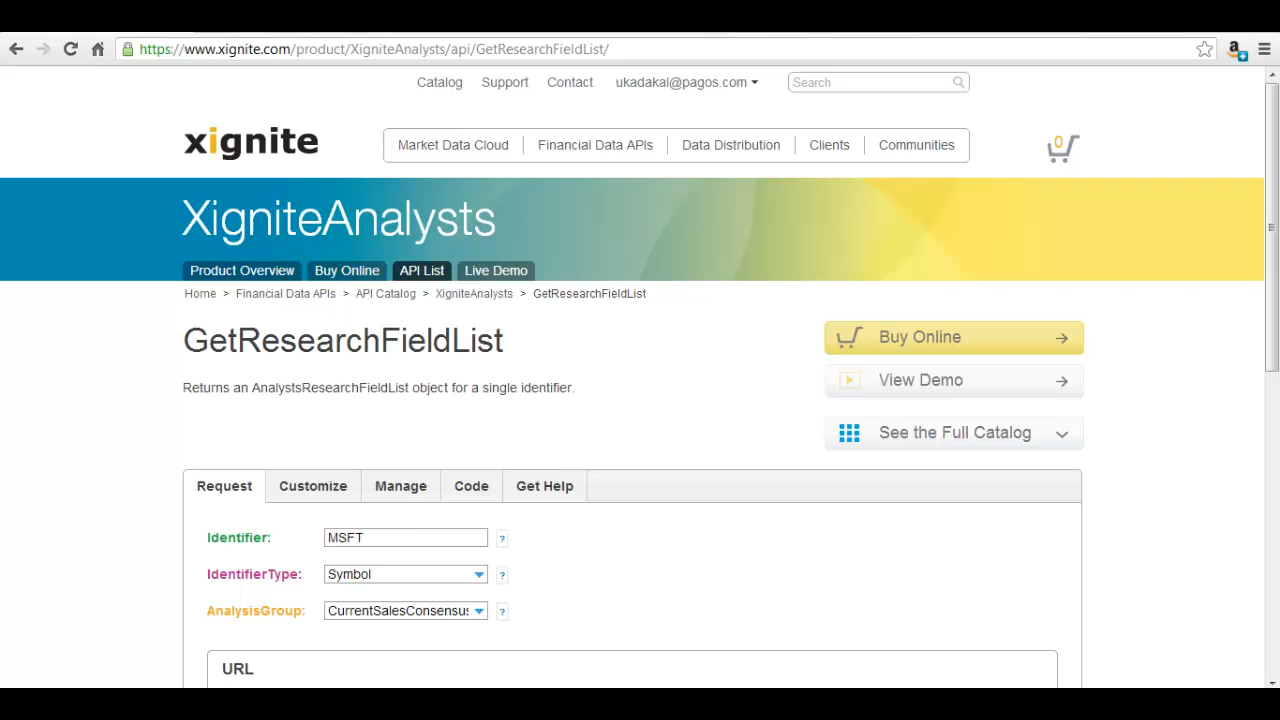 https://www.xignite.com/product/XigniteAnalysts/api/GetResearchFieldList/
Catalog Support Contact ukadakal@pagos.com Search
xignite
Market Data Cloud Financial Data APIs Data Distribution Clients Communities
0
XigniteAnalysts
Product Overview Buy Online API List Live Demo
Home > Financial Data APIs > API Catalog > XigniteAnalysts > GetResearchFieldList
GetResearchFieldList
Buy Online
Returns an AnalystsResearchFieldList object for a single identifier.
View Demo
See the Full Catalog
Request Customize Manage Code Get Help
Identifier: MSFT ?
IdentifierType: Symbol ?
AnalysisGroup: CurrentSalesConsensus ?
URL